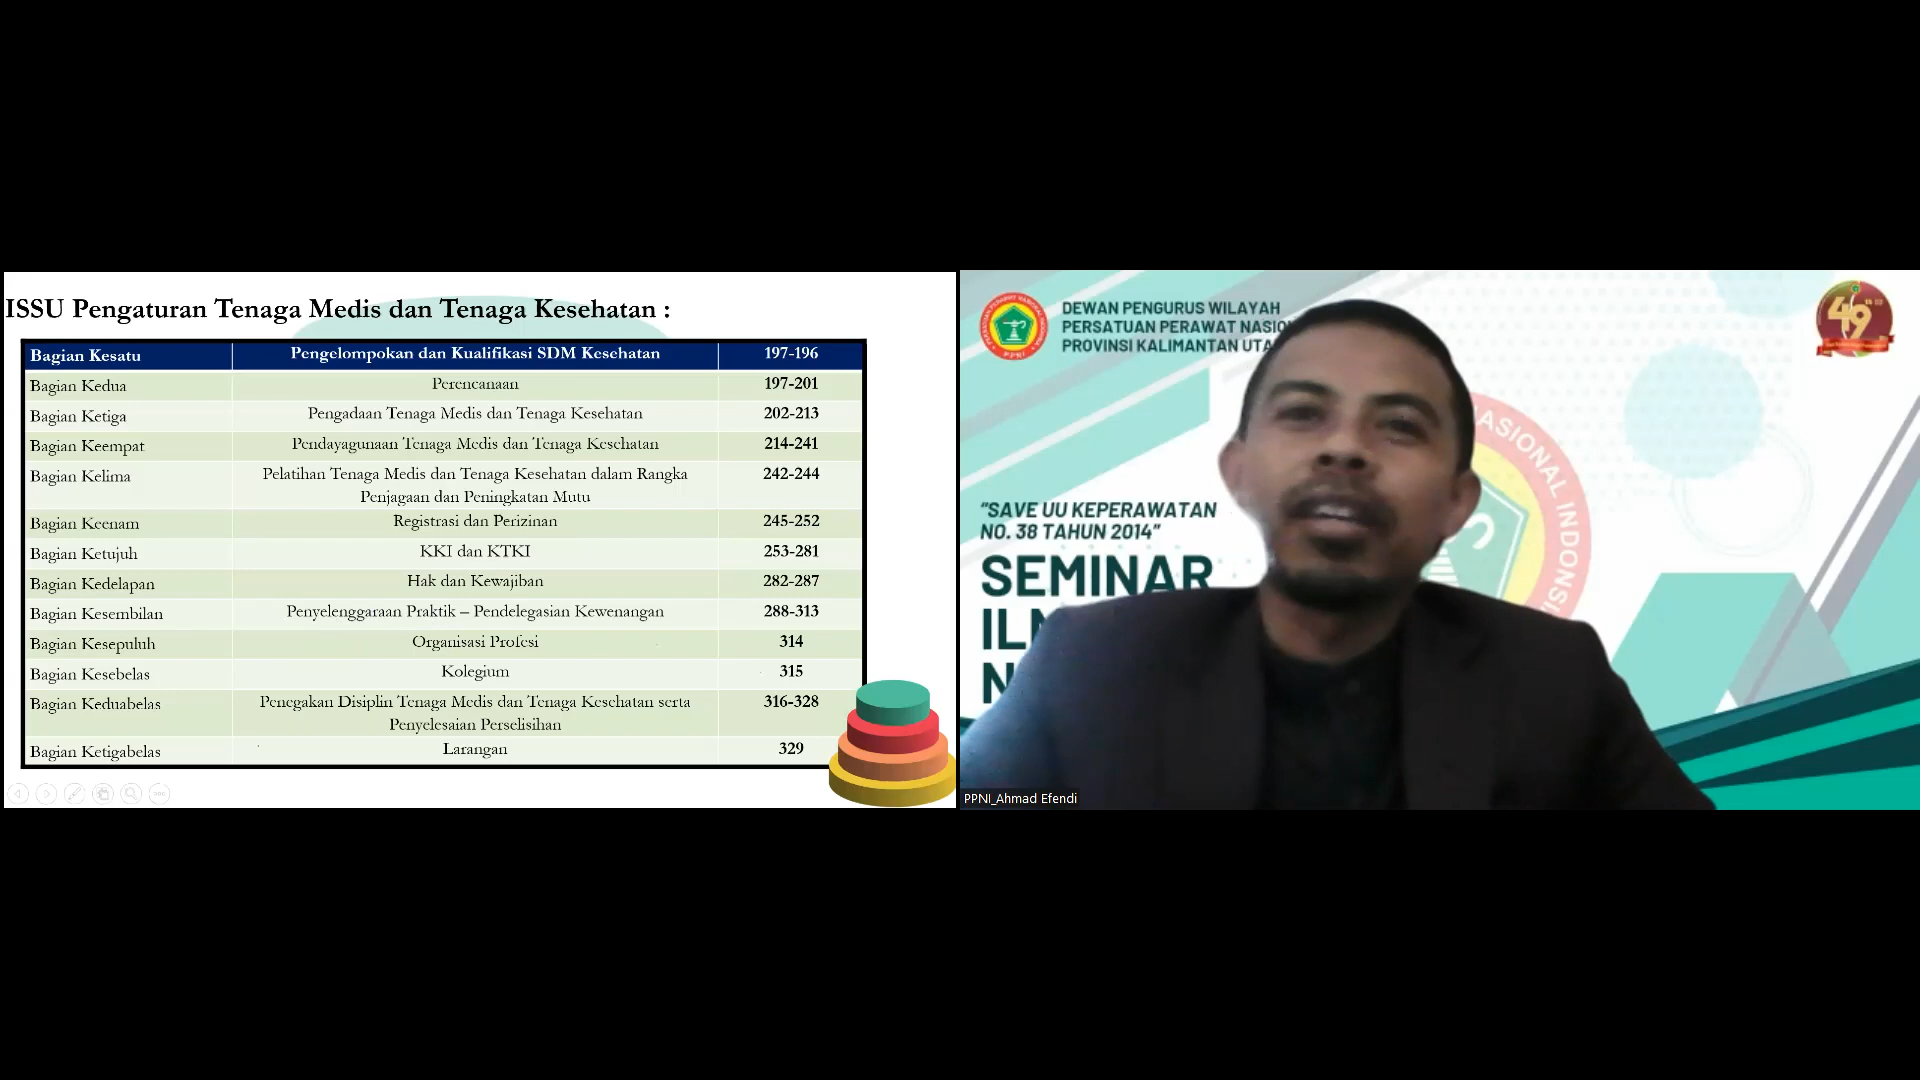 ISSU Pengaturan Tenaga Medis dan Tenaga Kesehatan :
Bagian Kesatu Pengelompokan dan Kualifikasi SDM Kesehatan 197-196
Bagian Kedua Perencanaan 197-201
Bagian Ketiga Pengadaan Tenaga Medis dan Tenaga Kesehatan 202-213
Bagian Keempat Pendayagunaan Tenaga Medis dan Tenaga Kesehatan 214-241
Bagian Kelima Pelatihan Tenaga Medis dan Tenaga Kesehatan dalam Rangka 242-244
Penjagaan dan Peningkatan Mutu
Bagian Keenam Registrasi dan Perizinan 245-252
Bagian Ketujuh KKI dan KTKI 253-281
Bagian Kedelapan Hak dan Kewajiban 282-287
Bagian Kesembilan Penyelenggaraan Praktik – Pendelegasian Kewenangan 288-313
Bagian Kesepuluh Organisasi Profesi 314
Bagian Kesebelas Kolegium 315
Bagian Keduabelas Penegakan Disiplin Tenaga Medis dan Tenaga Kesehatan serta 316-328
Penyelesaian Perselisihan
Bagian Ketigabelas Larangan 329
DEWAN PENGURUS WILAYAH
PERSATUAN PERAWAT NASIO
PROVINSI KALIMANTAN UTA
49
"SAVE UU KEPERAWATAN
NO. 38 TAHUN 2014"
SEMINAR
PPNI_Ahmad Efendi